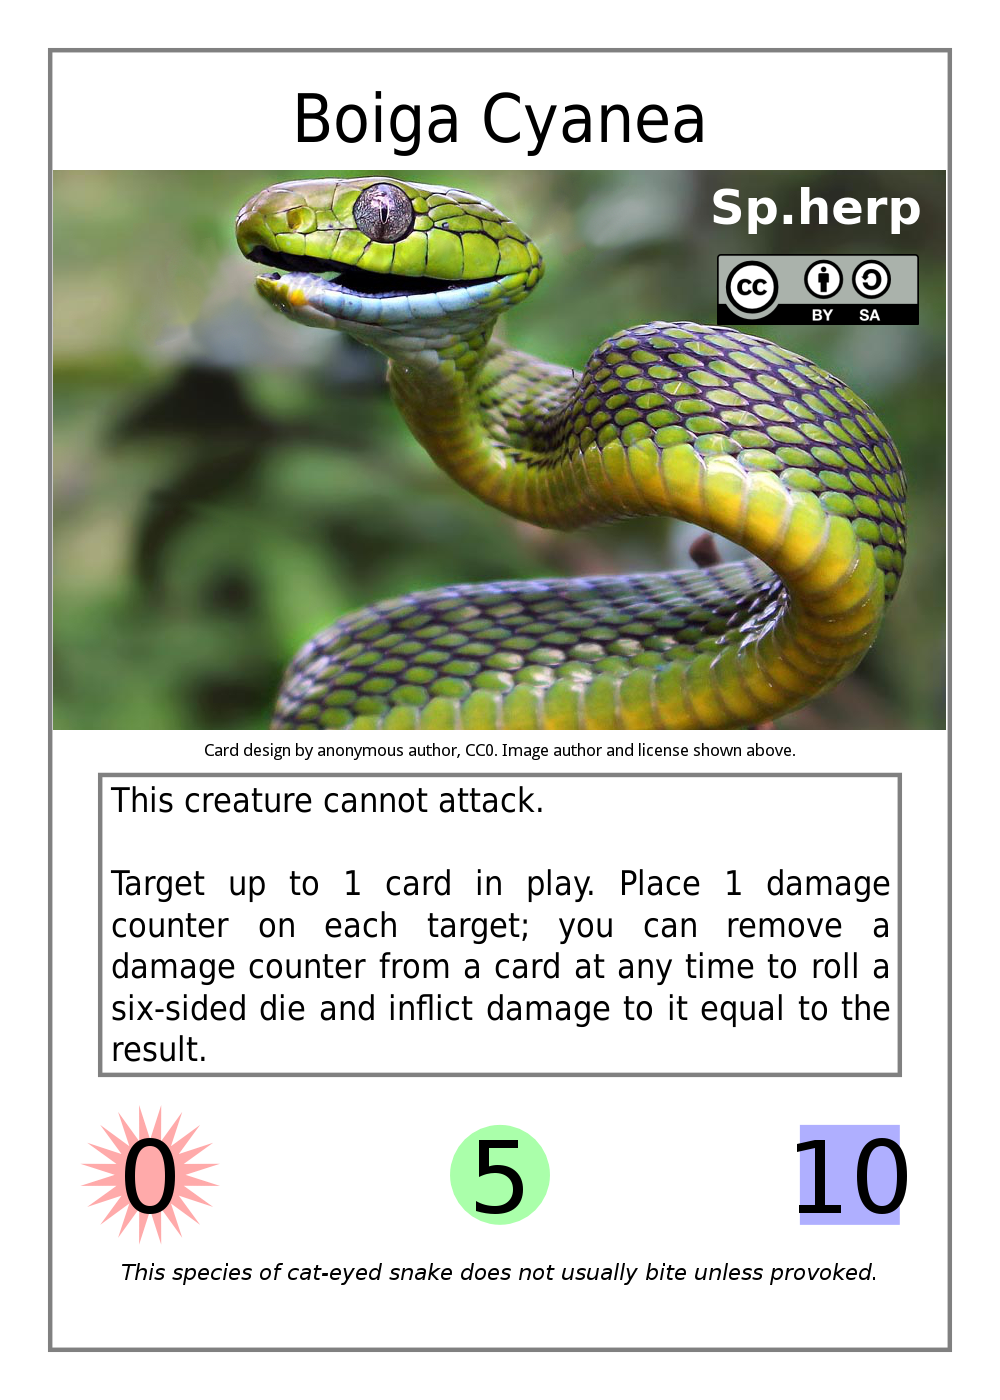 Boiga Cyanea
Sp.herp
cc
BY SA
Card design by anonymous author, CC0. Image author and license shown above.
This creature cannot attack.
Target up to 1 card in play. Place 1 damage
counter on each target; you can remove a
damage counter from a card at any time to roll a
six-sided die and inflict damage to it equal to the
result.
0 5 10
This species of cat-eyed snake does not usually bite unless provoked.